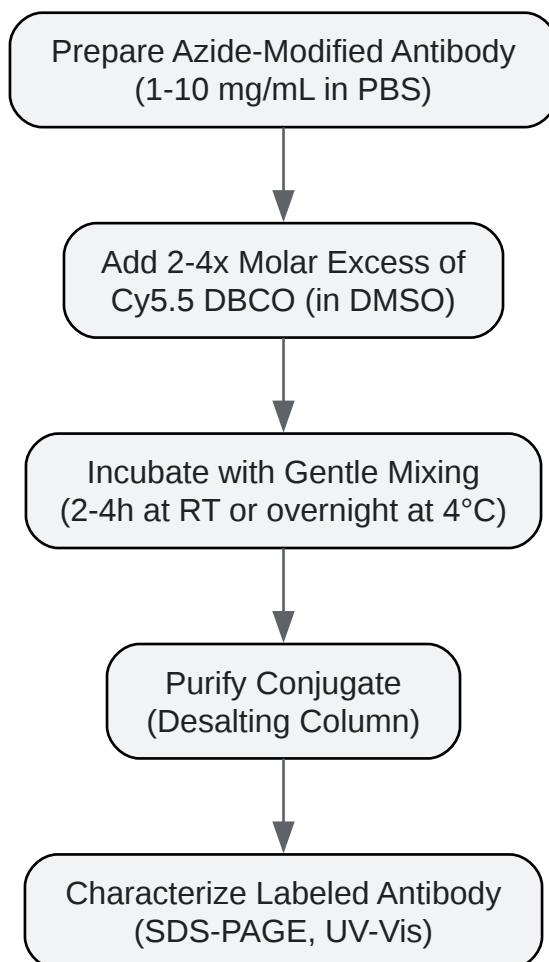 Prepare Azide-Modified Antibody
(1-10 mg/mL in PBS)
Add 2-4x Molar Excess of
Cy5.5 DBCO (in DMSO)
Incubate with Gentle Mixing
(2-4h at RT or overnight at 4°C)
Purify Conjugate
(Desalting Column)
Characterize Labeled Antibody
(SDS-PAGE, UV-Vis)